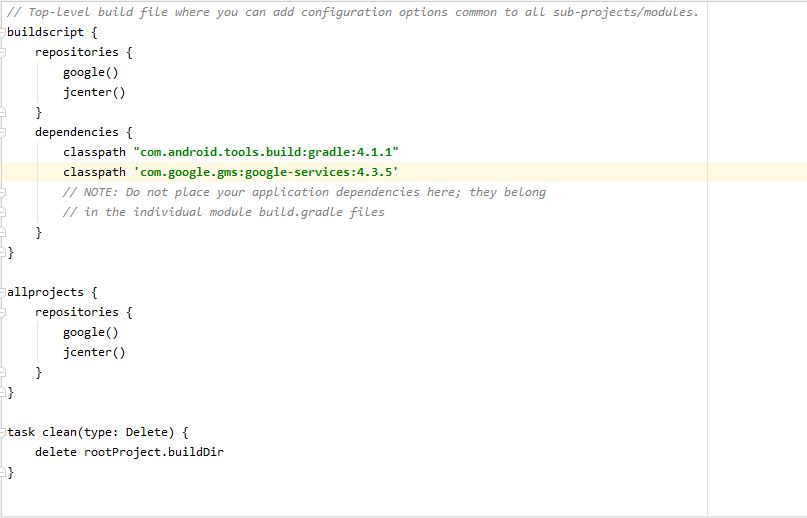 // Top-level build file where you can add configuration options common to all sub-projects/modules.
buildscript {
    repositories {
        google()
        jcenter()
    }
    dependencies {
        classpath "com.android.tools.build:gradle:4.1.1"
        classpath 'com.google.gms:google-services:4.3.5'
        // NOTE: Do not place your application dependencies here; they belong
        // in the individual module build.gradle files
    }
}

allprojects {
    repositories {
        google()
        jcenter()
    }
}

task clean(type: Delete) {
    delete rootProject.buildDir
}